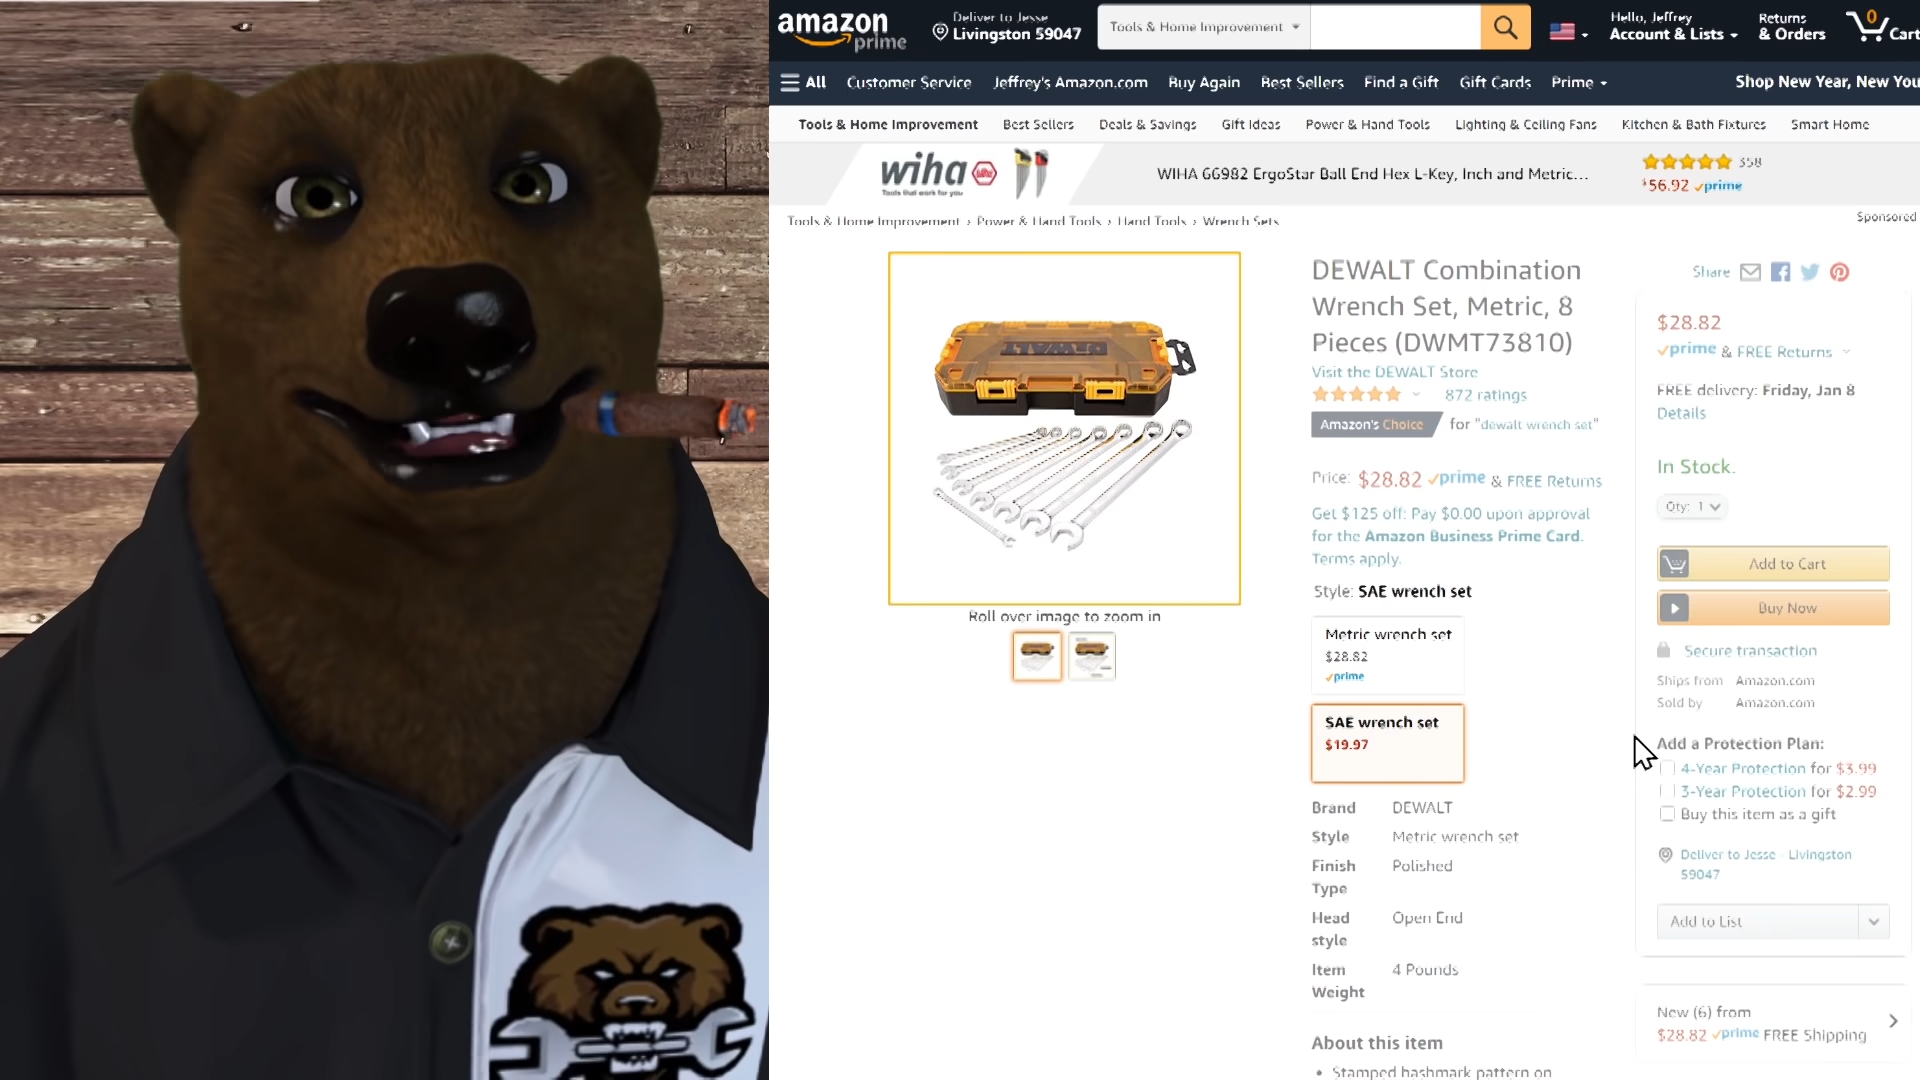 amazon
prime
Deliver to Jesse
Livingston 59047
Tools & Home Improvement
Hello, Jeffrey
Account & Lists
Returns
& Orders
0
Cart
All
Customer Service
Jeffrey's Amazon.com
Buy Again
Best Sellers
Find a Gift
Gift Cards
Prime
Shop New Year, New You
Tools & Home Improvement
Best Sellers
Deals & Savings
Gift Ideas
Power & Hand Tools
Lighting & Ceiling Fans
Kitchen & Bath Fixtures
Smart Home
wiha
wiha
Tools that work for you
WIHA 66982 ErgoStar Ball End Hex L-Key, Inch and Metric...
358
$56.92 prime
Sponsored
Tools & Home Improvement › Power & Hand Tools › Hand Tools › Wrench Sets
DEWALT
Roll over image to zoom in
DEWALT Combination
Wrench Set, Metric, 8
Pieces (DWMT73810)
Visit the DEWALT Store
872 ratings
Amazon's Choice for "dewalt wrench set"
Price: $28.82 prime & FREE Returns
Get $125 off: Pay $0.00 upon approval
for the Amazon Business Prime Card.
Terms apply.
Style: SAE wrench set
Metric wrench set
$28.82
prime
SAE wrench set
$19.97
Brand DEWALT
Style Metric wrench set
Finish Polished
Type
Head Open End
style
Item 4 Pounds
Weight
About this item
• Stamped hashmark pattern on
Share
$28.82
prime & FREE Returns
FREE delivery: Friday, Jan 8
Details
In Stock.
Qty: 1
Add to Cart
Buy Now
Secure transaction
Ships from Amazon.com
Sold by Amazon.com
Add a Protection Plan:
4-Year Protection for $3.99
3-Year Protection for $2.99
Buy this item as a gift
Deliver to Jesse - Livingston
59047
Add to List
New (6) from
$28.82 prime FREE Shipping